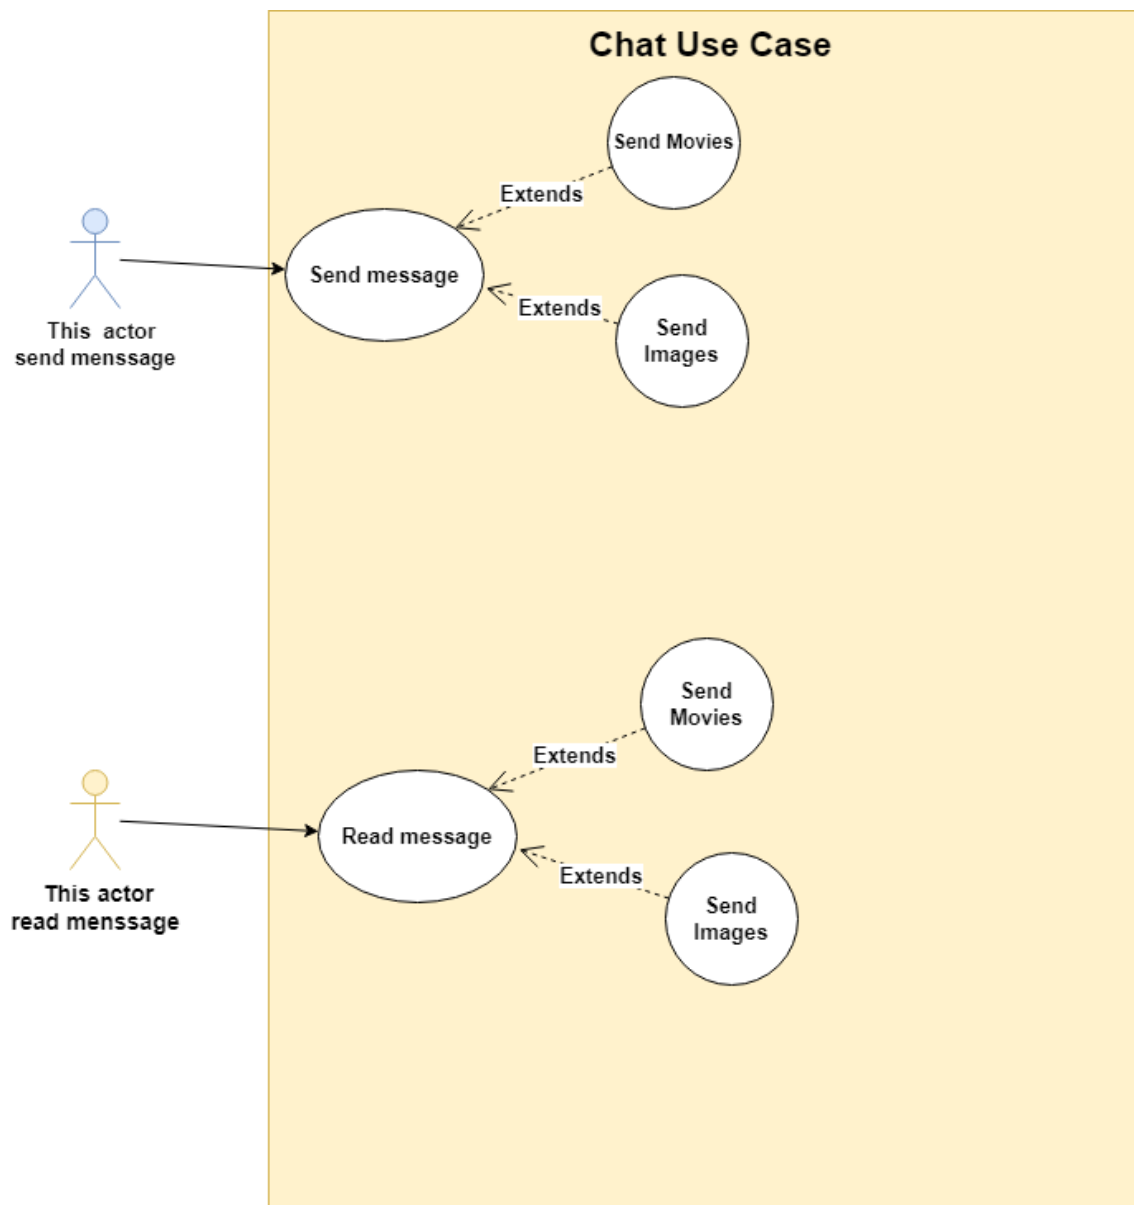 Chat Use Case
Send Movies
Extends
Send message
Extends
Send
Images
This  actor
send menssage
Send
Movies
Extends
Read message
Extends
Send
Images
This actor
read menssage